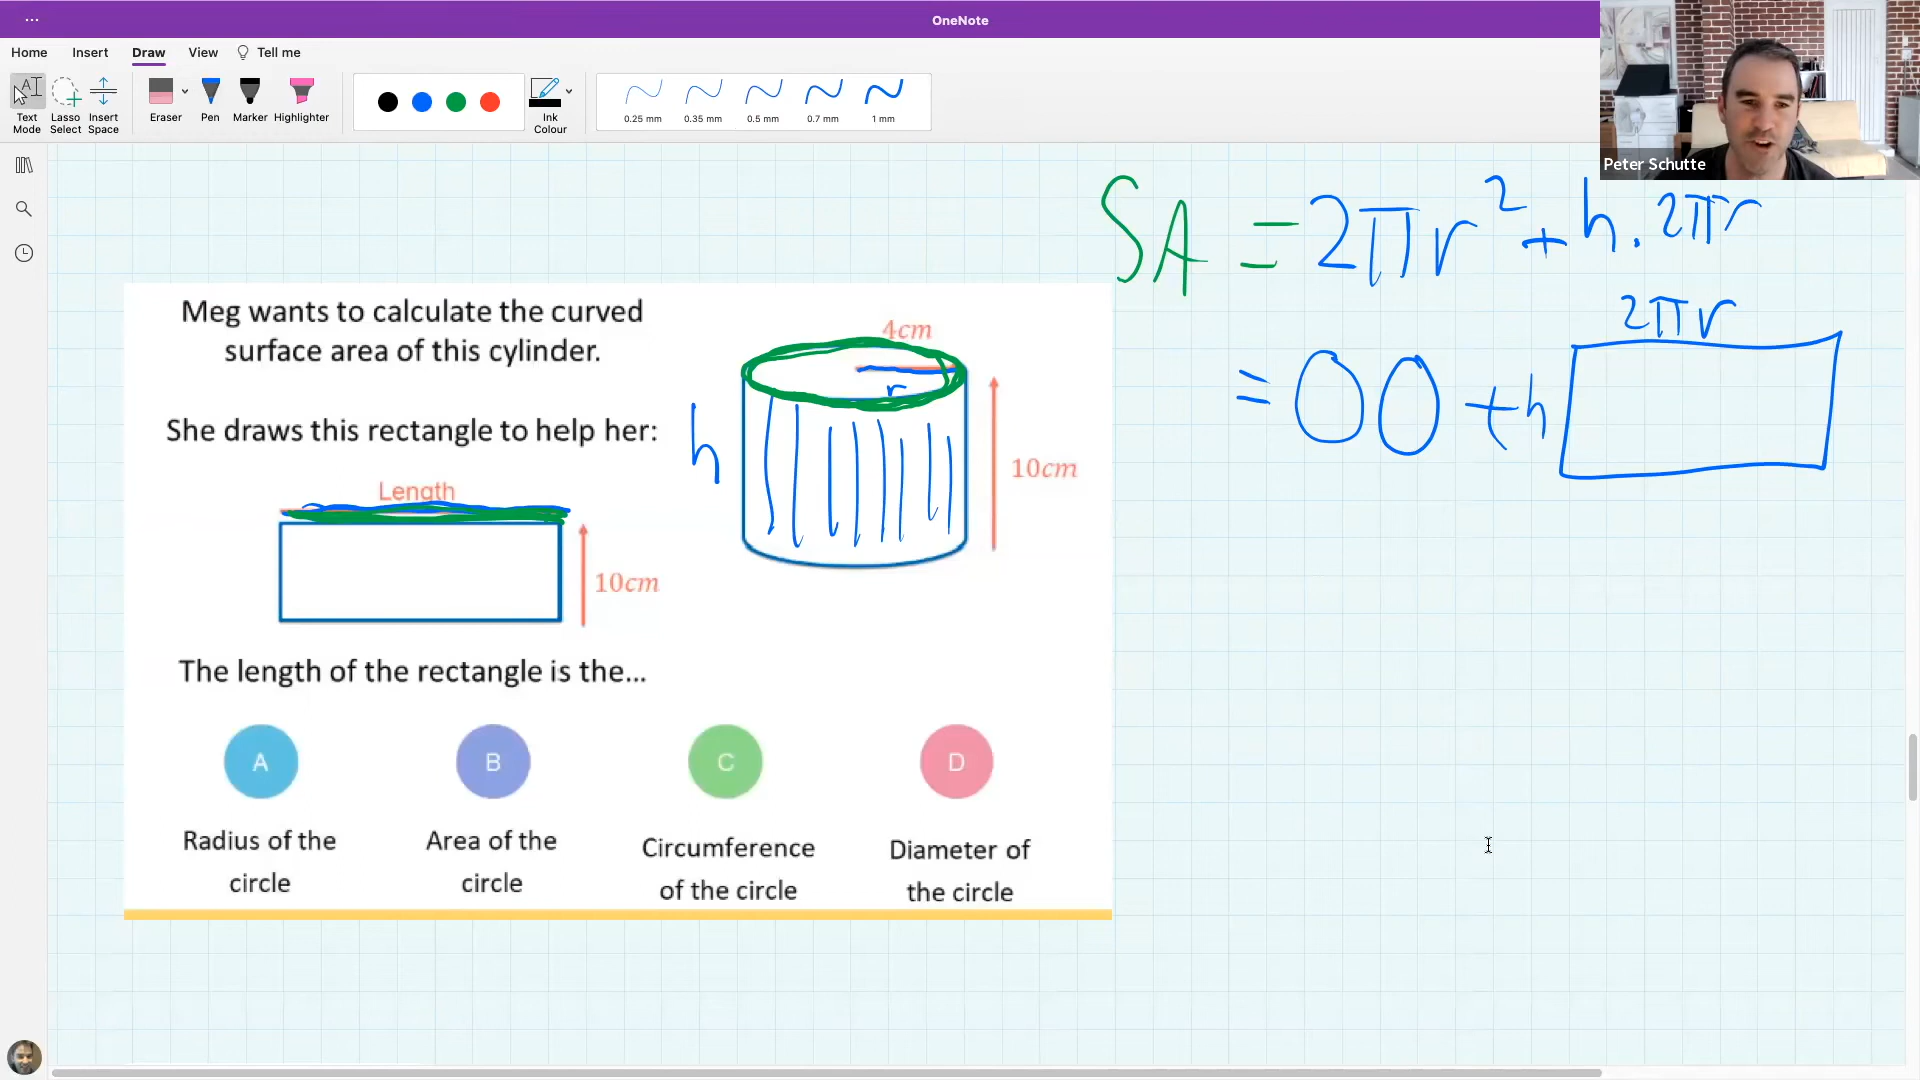 OneNote
Home Insert Draw View Tell me
Text Mode
Lasso Select
Insert Space
Eraser
Pen
Marker
Highlighter
Ink Colour
0.25 mm 0.35 mm 0.5 mm 0.7 mm 1 mm
Peter Schutte
SA = 2πr² + h . 2πr
2πr
= + h
Meg wants to calculate the curved
surface area of this cylinder.
She draws this rectangle to help her:
4cm
r
h
10cm
Length
10cm
The length of the rectangle is the...
A
B
C
D
Radius of the
circle
Area of the
circle
Circumference
of the circle
Diameter of
the circle